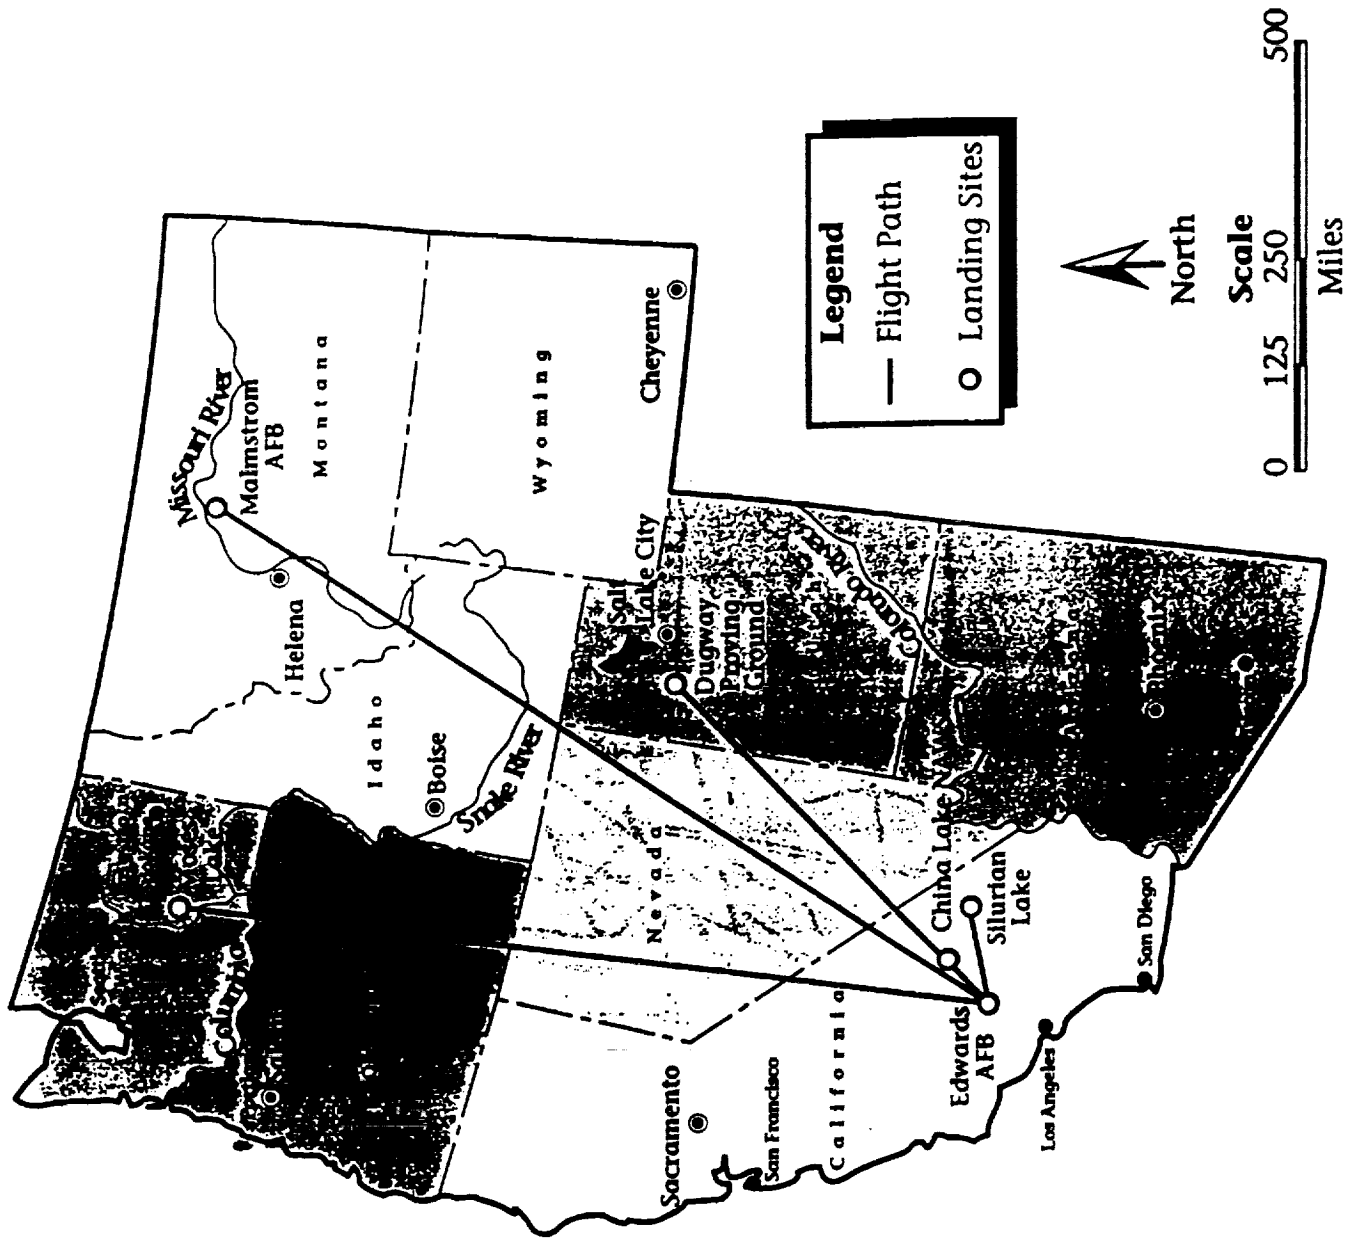 Missouri River
Malmstrom
AFB
Montana
Helena
Idaho
Boise
Snake River
Wyoming
Cheyenne
Salt
Lake City
Dugway
Proving
Ground
Colorado River
Nevada
Phoenix
China Lake
Silurian
Lake
Edwards
AFB
California
Sacramento
San Francisco
Los Angeles
San Diego
Legend
Flight Path
Landing Sites
North
Scale
0 125 250 500
Miles